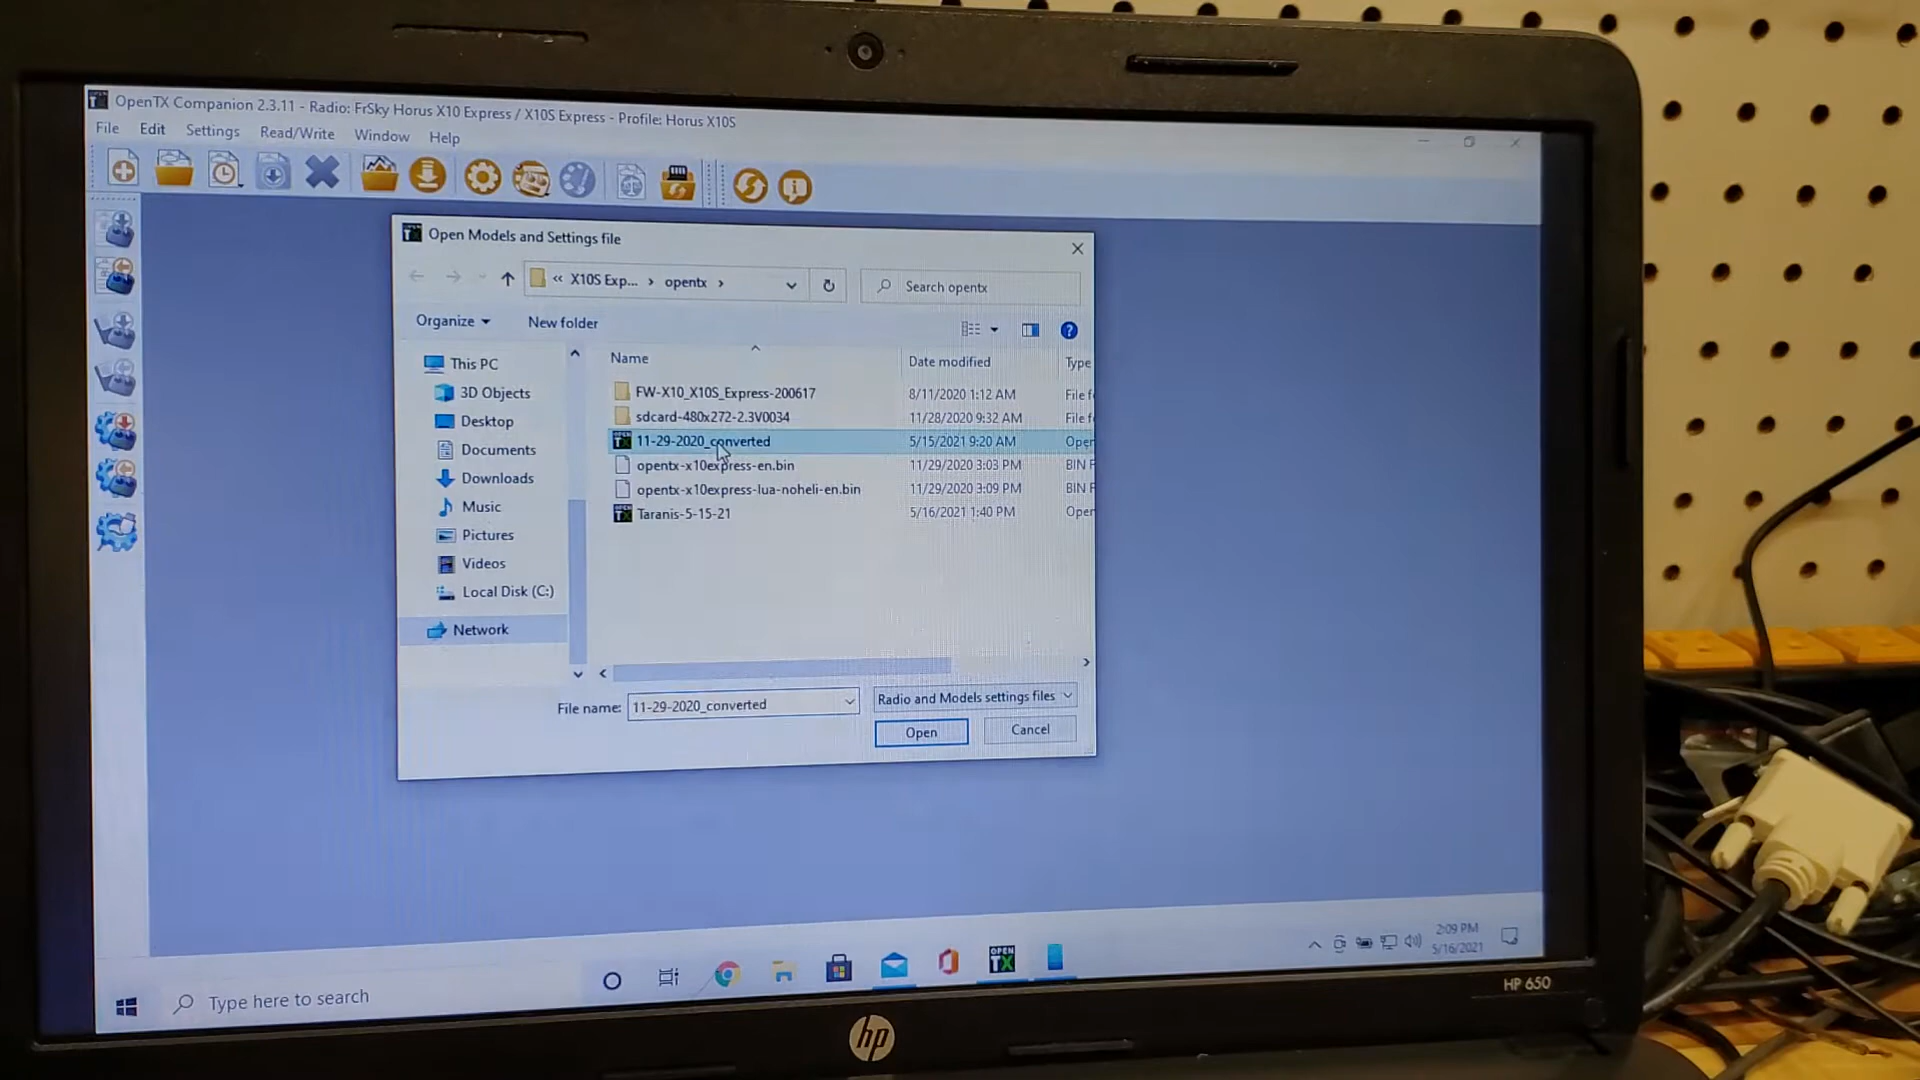 OpenTX Companion 2.3.11 - Radio: FrSky Horus X10 Express / X10S Express - Profile: Horus X10S
File Edit Settings Read/Write Window Help
Open Models and Settings file
« X10S Exp... › opentx ›
Search opentx
Organize
New folder
Name
Date modified
Type
This PC
3D Objects
Desktop
Documents
Downloads
Music
Pictures
Videos
Local Disk (C:)
Network
FW-X10_X10S_Express-200617 8/11/2020 1:12 AM File f
sdcard-480x272-2.3V0034 11/28/2020 9:32 AM File f
11-29-2020_converted 5/15/2021 9:20 AM Oper
opentx-x10express-en.bin 11/29/2020 3:03 PM BIN F
opentx-x10express-lua-noheli-en.bin 11/29/2020 3:09 PM BIN F
Taranis-5-15-21 5/16/2021 1:40 PM Oper
File name: 11-29-2020_converted
Radio and Models settings files
Open
Cancel
Type here to search
OPEN
TX
2:09 PM
5/16/2021
HP 650
hp